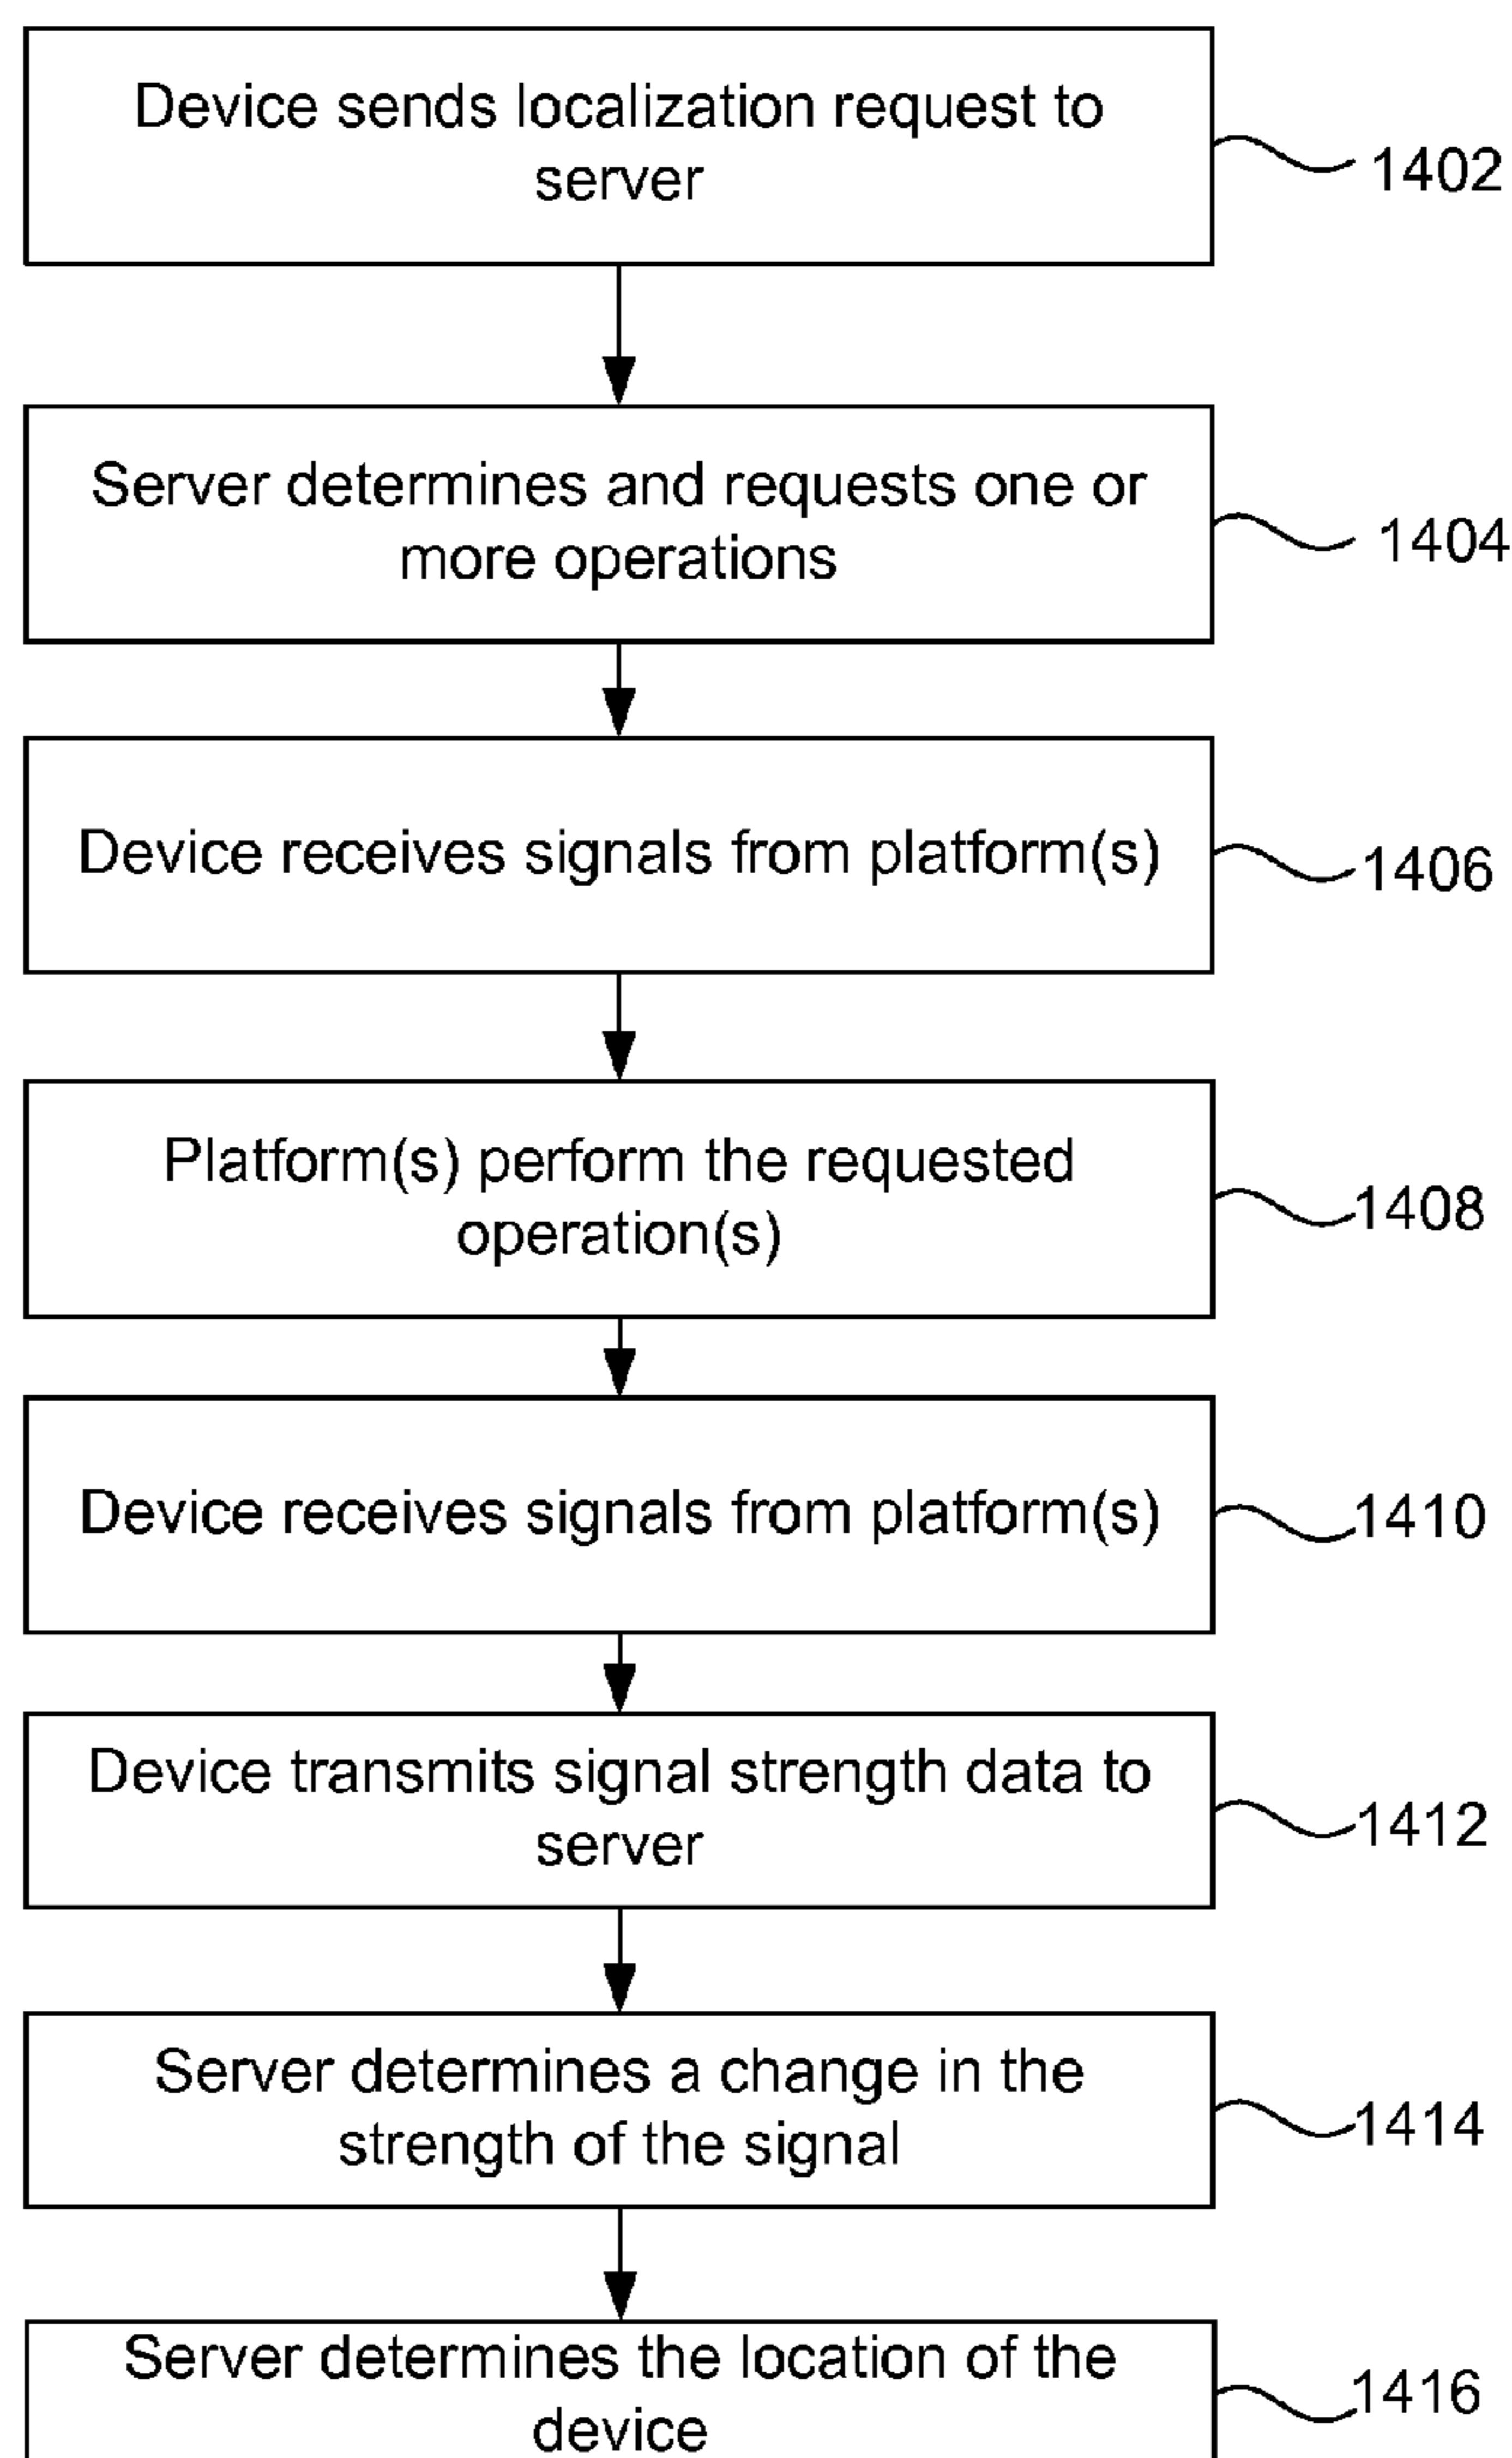 Device sends localization request to
server
1402
Server determines and requests one or
more operations
1404
Device receives signals from platform(s)
1406
Platform(s) perform the requested
operation(s)
1408
Device receives signals from platform(s)
1410
Device transmits signal strength data to
server
1412
Server determines a change in the
strength of the signal
1414
Server determines the location of the
device
1416